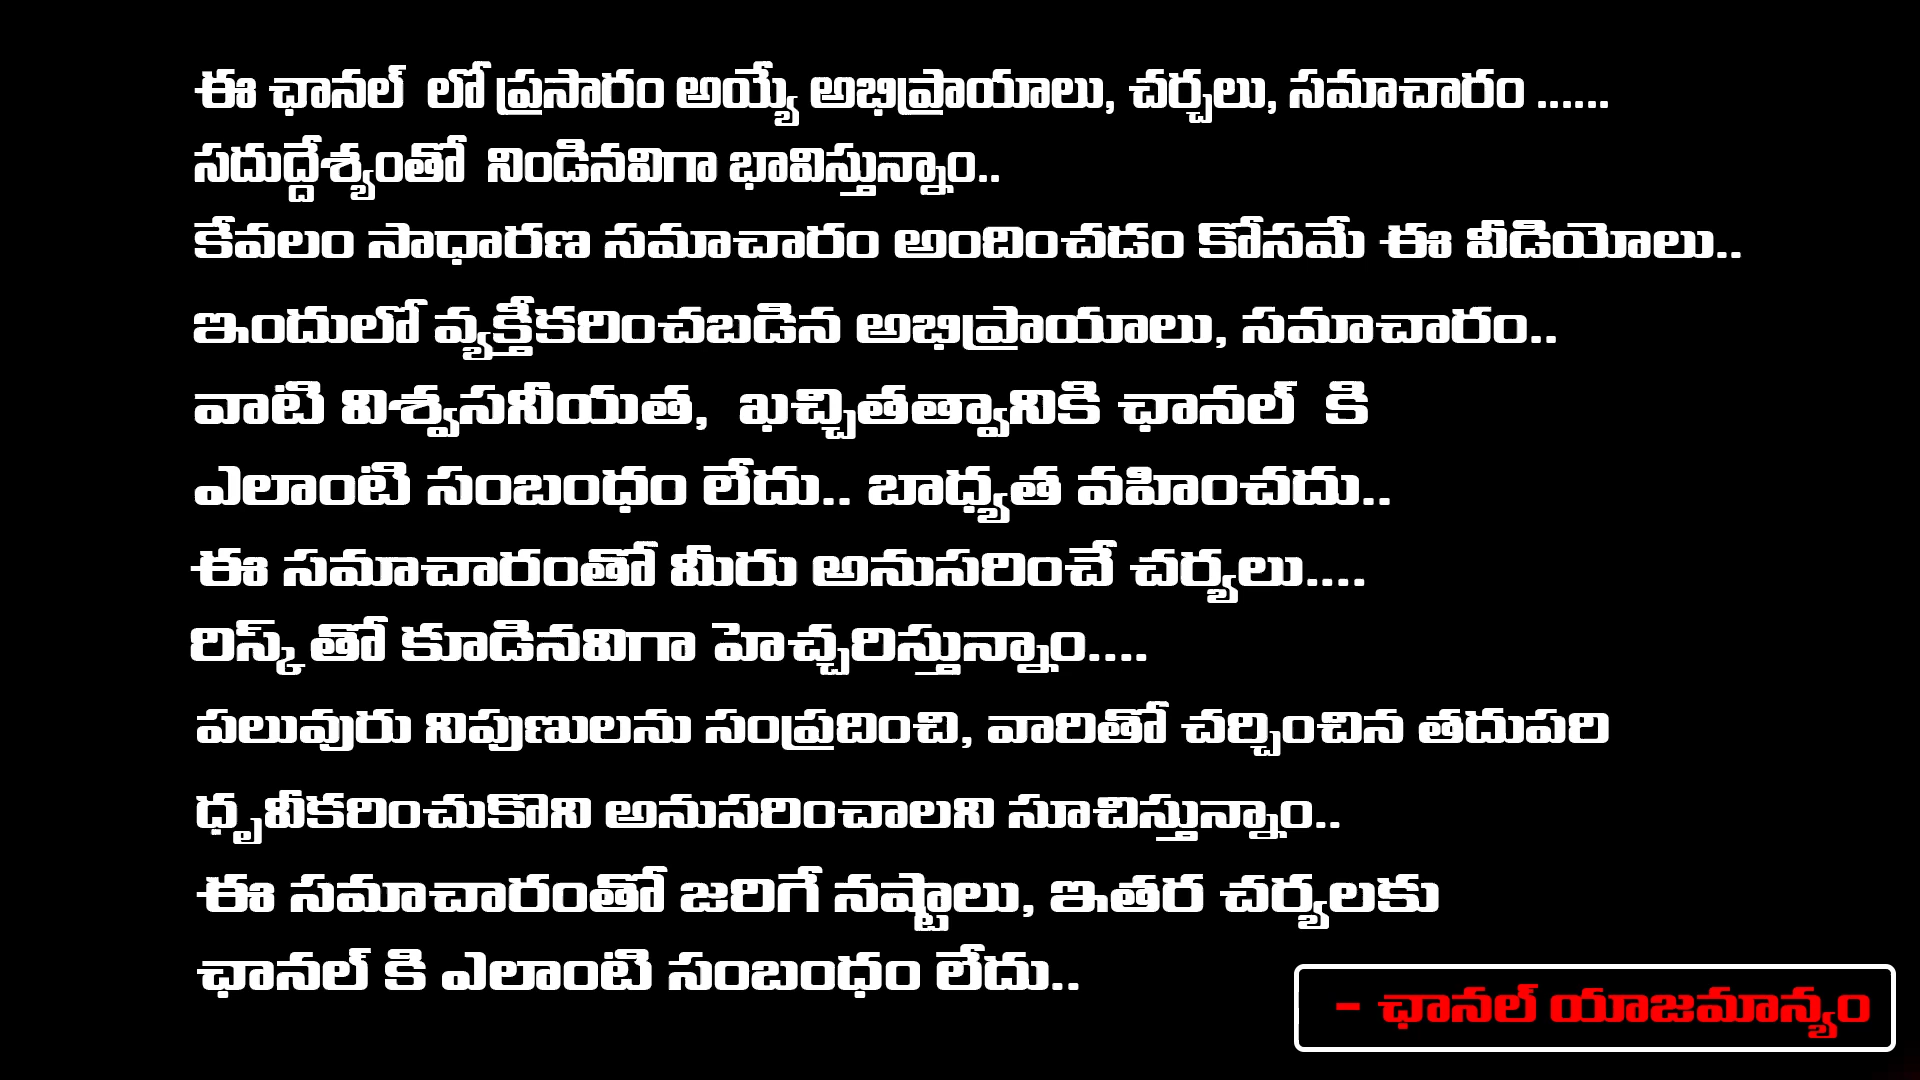 ఈ ఛానల్ లో ప్రసారం అయ్యే అభిప్రాయాలు, చర్చలు, సమాచారం ......
సదుద్దేశ్యంతో నిండినవిగా భావిస్తున్నాం..
కేవలం సాధారణ సమాచారం అందించడం కోసమే ఈ వీడియోలు..
ఇందులో వ్యక్తీకరించబడిన అభిప్రాయాలు, సమాచారం..
వాటి విశ్వసనీయత, ఖచ్చితత్వానికి ఛానల్ కి
ఎలాంటి సంబంధం లేదు.. బాధ్యత వహించదు..
ఈ సమాచారంతో మీరు అనుసరించే చర్యలు....
రిస్క్ తో కూడినవిగా హెచ్చరిస్తున్నాం....
పలువురు నిపుణులను సంప్రదించి, వారితో చర్చించిన తదుపరి
ధృవీకరించుకొని అనుసరించాలని సూచిస్తున్నాం..
ఈ సమాచారంతో జరిగే నష్టాలు, ఇతర చర్యలకు
ఛానల్ కి ఎలాంటి సంబంధం లేదు..
- ఛానల్ యాజమాన్యం